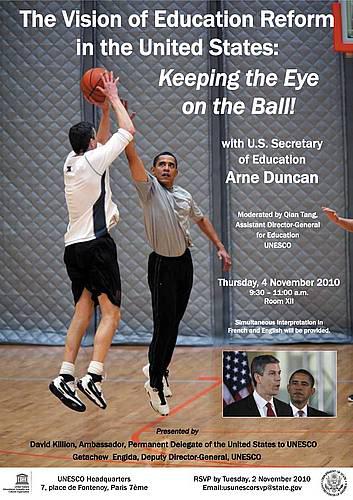 The Vision of Education Reform
in the United States:
Keeping the Eye
on the Ball!
with U.S. Secretary
of Education
Arne Duncan
Moderated by Qian Tang,
Assistant Director-General
for Education
UNESCO
Thursday, 4 November 2010
9:30 – 11:00 a.m.
Room XII
Simultaneous interpretation in
French and English will be provided.
Presented by
David Killion, Ambassador, Permanent Delegate of the United States to UNESCO
Getachew Engida, Deputy Director-General, UNESCO
UNESCO Headquarters
7, place de Fontenoy, Paris 7ème
RSVP by Tuesday, 2 November 2010
Email:usunescorsvp@state.gov